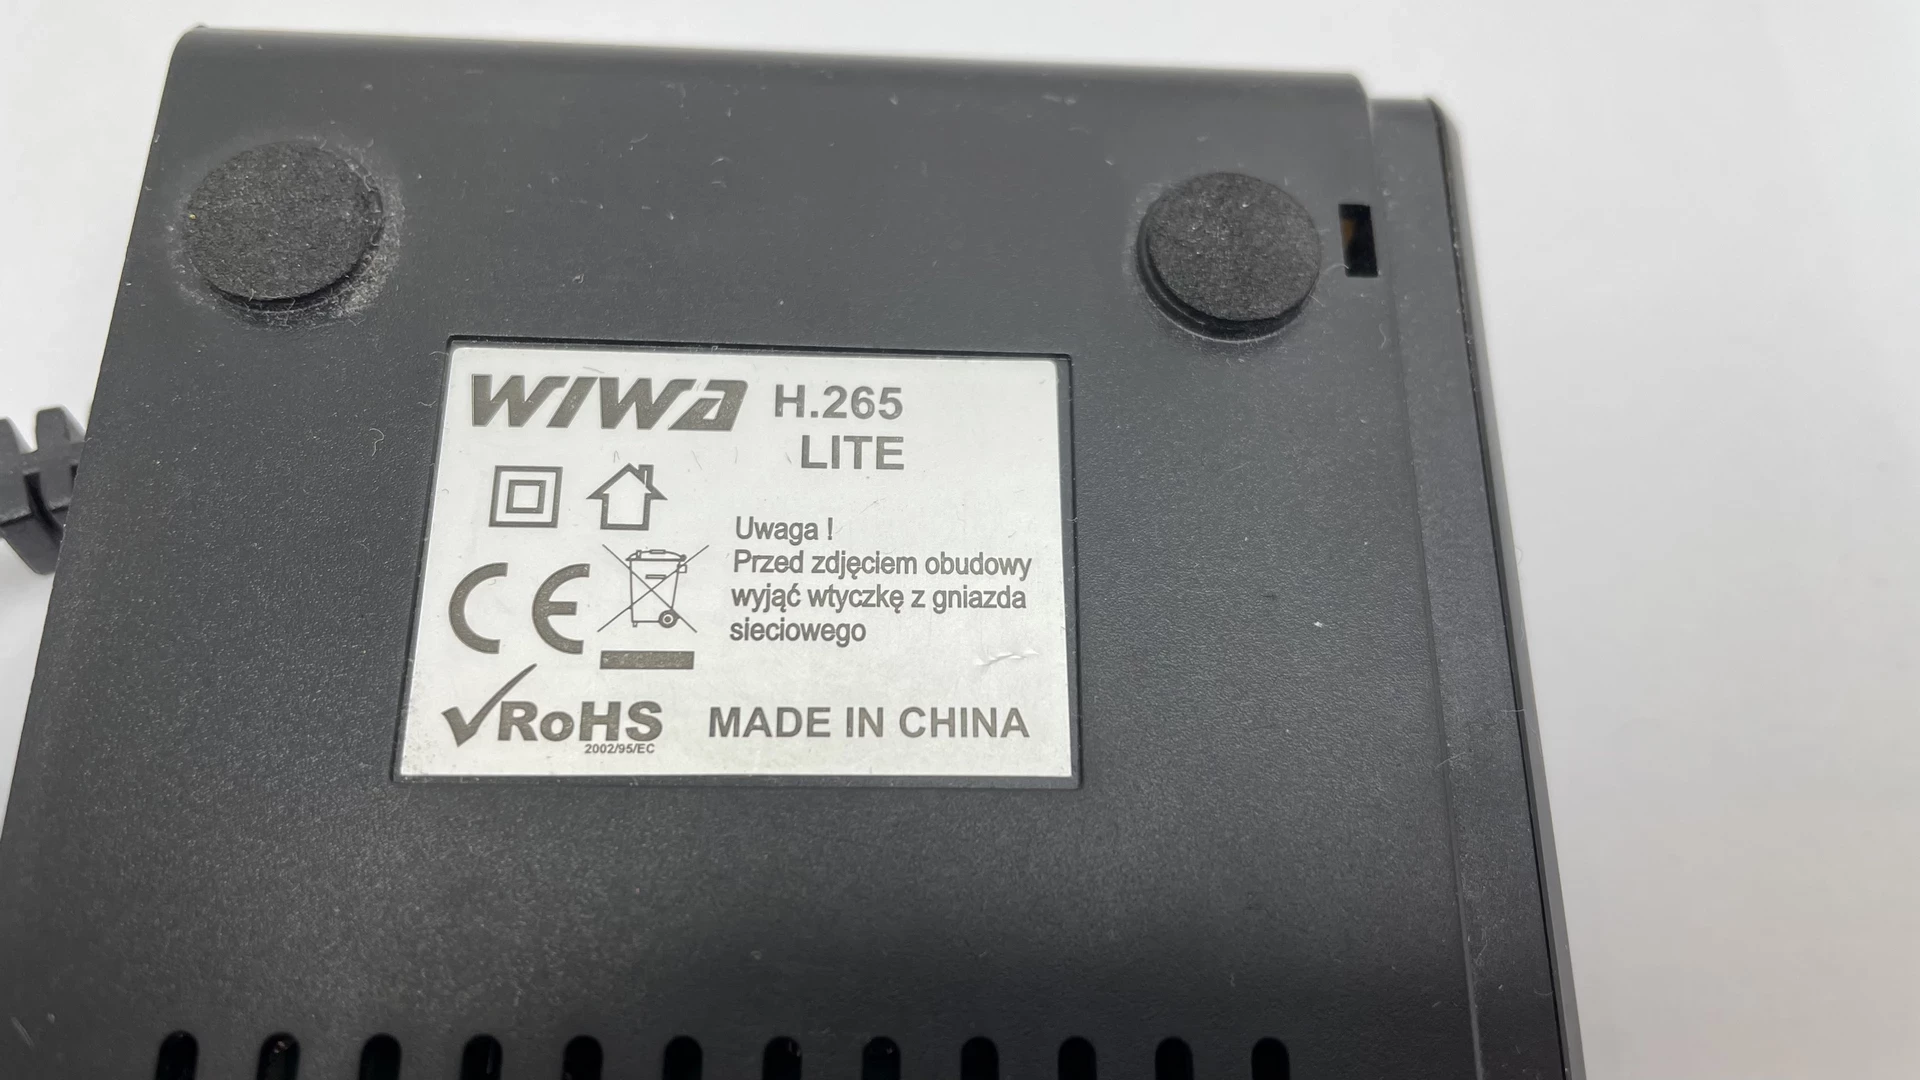 WIWA H.265
LITE
Uwaga !
Przed zdjęciem obudowy
wyjąć wtyczkę z gniazda
sieciowego
CE
RoHS
2002/95/EC
MADE IN CHINA